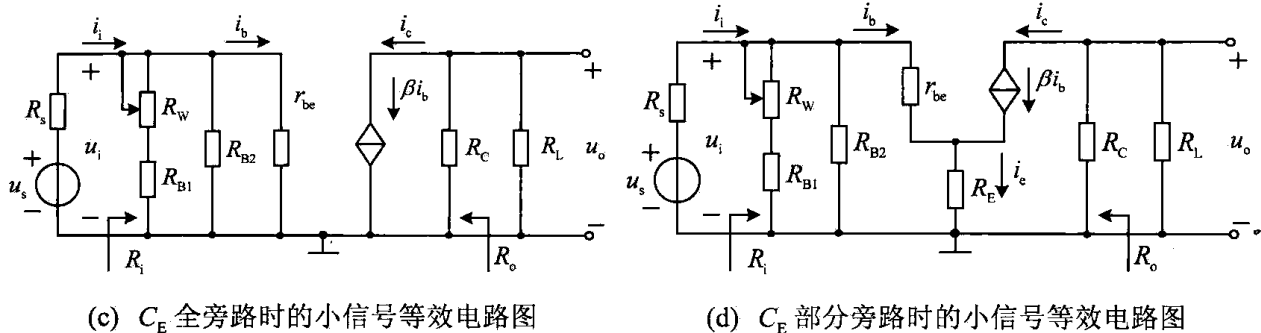 i_i i_b i_c
+ + 
R_s R_W r_be βi_b R_C R_L
+ u_i R_B2 u_o
u_s R_B1
− − −
R_i R_o
(c) C_E 全旁路时的小信号等效电路图
i_i i_b i_c
+ +
R_s R_W r_be βi_b
+ u_i R_B2 R_C R_L u_o
u_s R_B1 R_E i_e
− − −
R_i R_o
(d) C_E 部分旁路时的小信号等效电路图